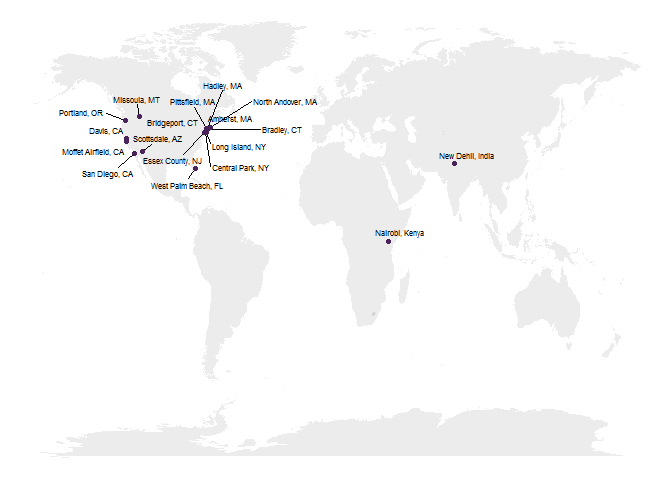 Hadley, MA
Missoula, MT
Pittsfield, MA
North Andover, MA
Portland, OR
Bridgeport, CT
Amherst, MA
Davis, CA
Bradley, CT
Scottsdale, AZ
Moffet Airfield, CA
Long Island, NY
Essex County, NJ
Central Park, NY
San Diego, CA
West Palm Beach, FL
New Dehli, India
Nairobi, Kenya